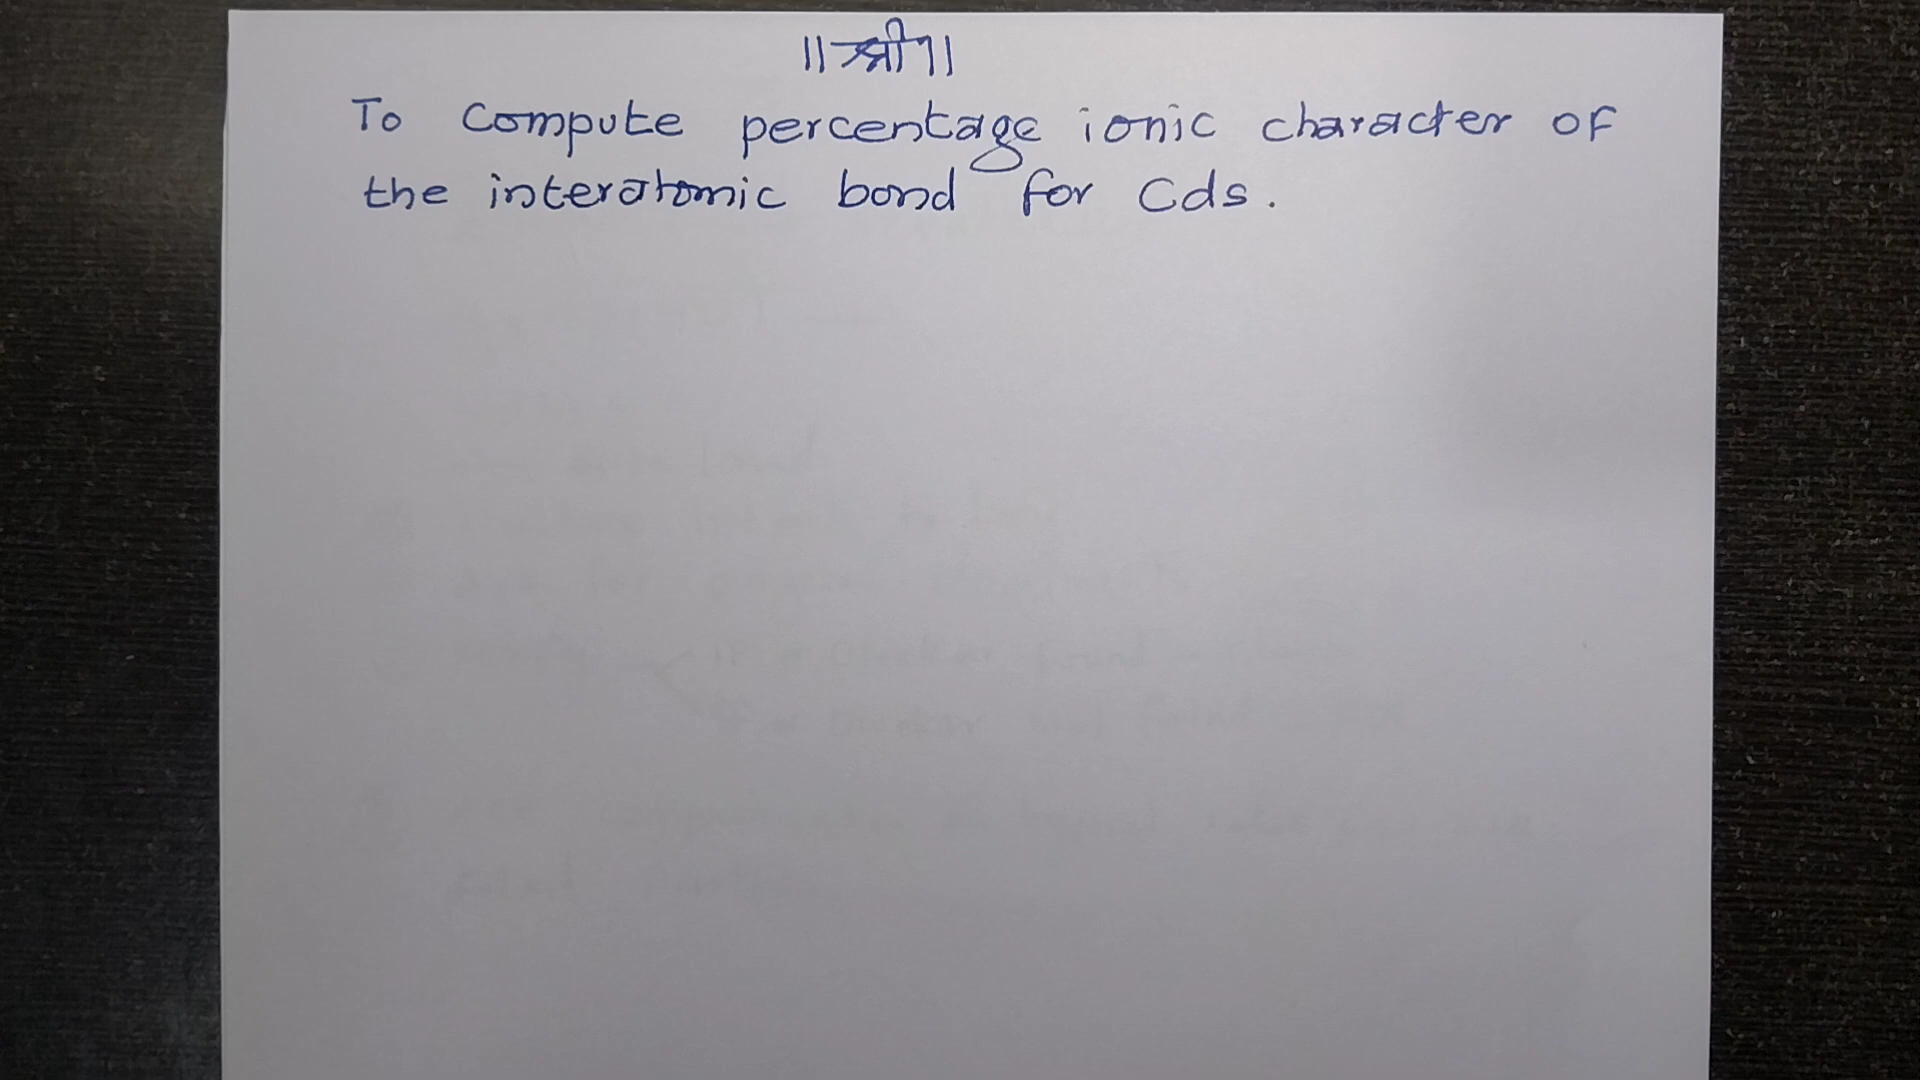 ॥श्री॥
To Compute percentage ionic character of
the interatomic bond for Cds.